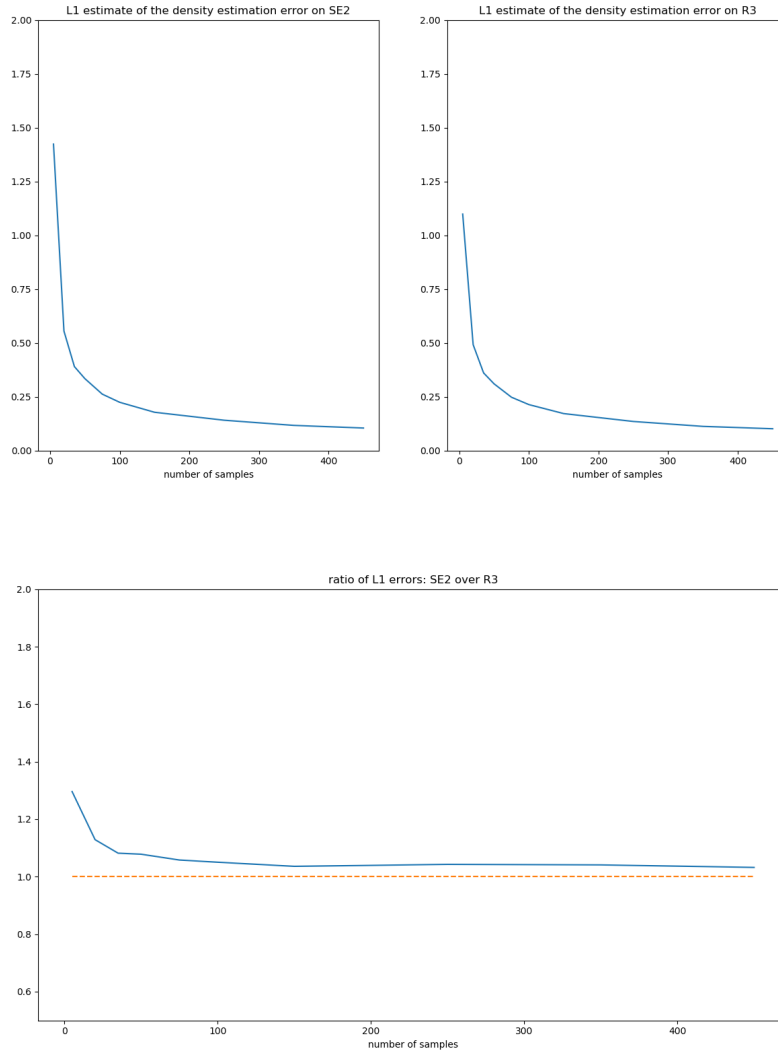 L1 estimate of the density estimation error on SE2
2.00
1.75
1.50
1.25
1.00
0.75
0.50
0.25
0.00
0 100 200 300 400
number of samples
L1 estimate of the density estimation error on R3
2.00
1.75
1.50
1.25
1.00
0.75
0.50
0.25
0.00
0 100 200 300 400
number of samples
ratio of L1 errors: SE2 over R3
2.0
1.8
1.6
1.4
1.2
1.0
0.8
0.6
0 100 200 300 400
number of samples